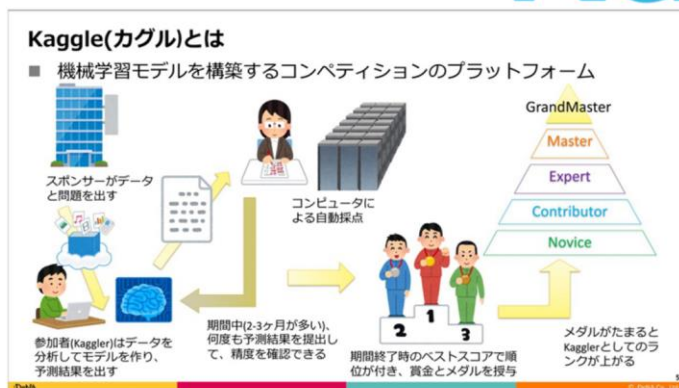 Kaggle(カグル)とは
■ 機械学習モデルを構築するコンペティションのプラットフォーム
スポンサーがデータ
と問題を出す
コンピュータに
よる自動採点
GrandMaster
Master
Expert
Contributor
Novice
参加者(Kaggler)はデータを
分析してモデルを作り、
予測結果を出す
期間中(2-3ヶ月が多い)、
何度も予測結果を提出し
て、精度を確認できる
2
1
3
期間終了時のベストスコアで順
位が付き、賞金とメダルを授与
メダルがたまると
Kagglerとしてのラ
ンクが上がる